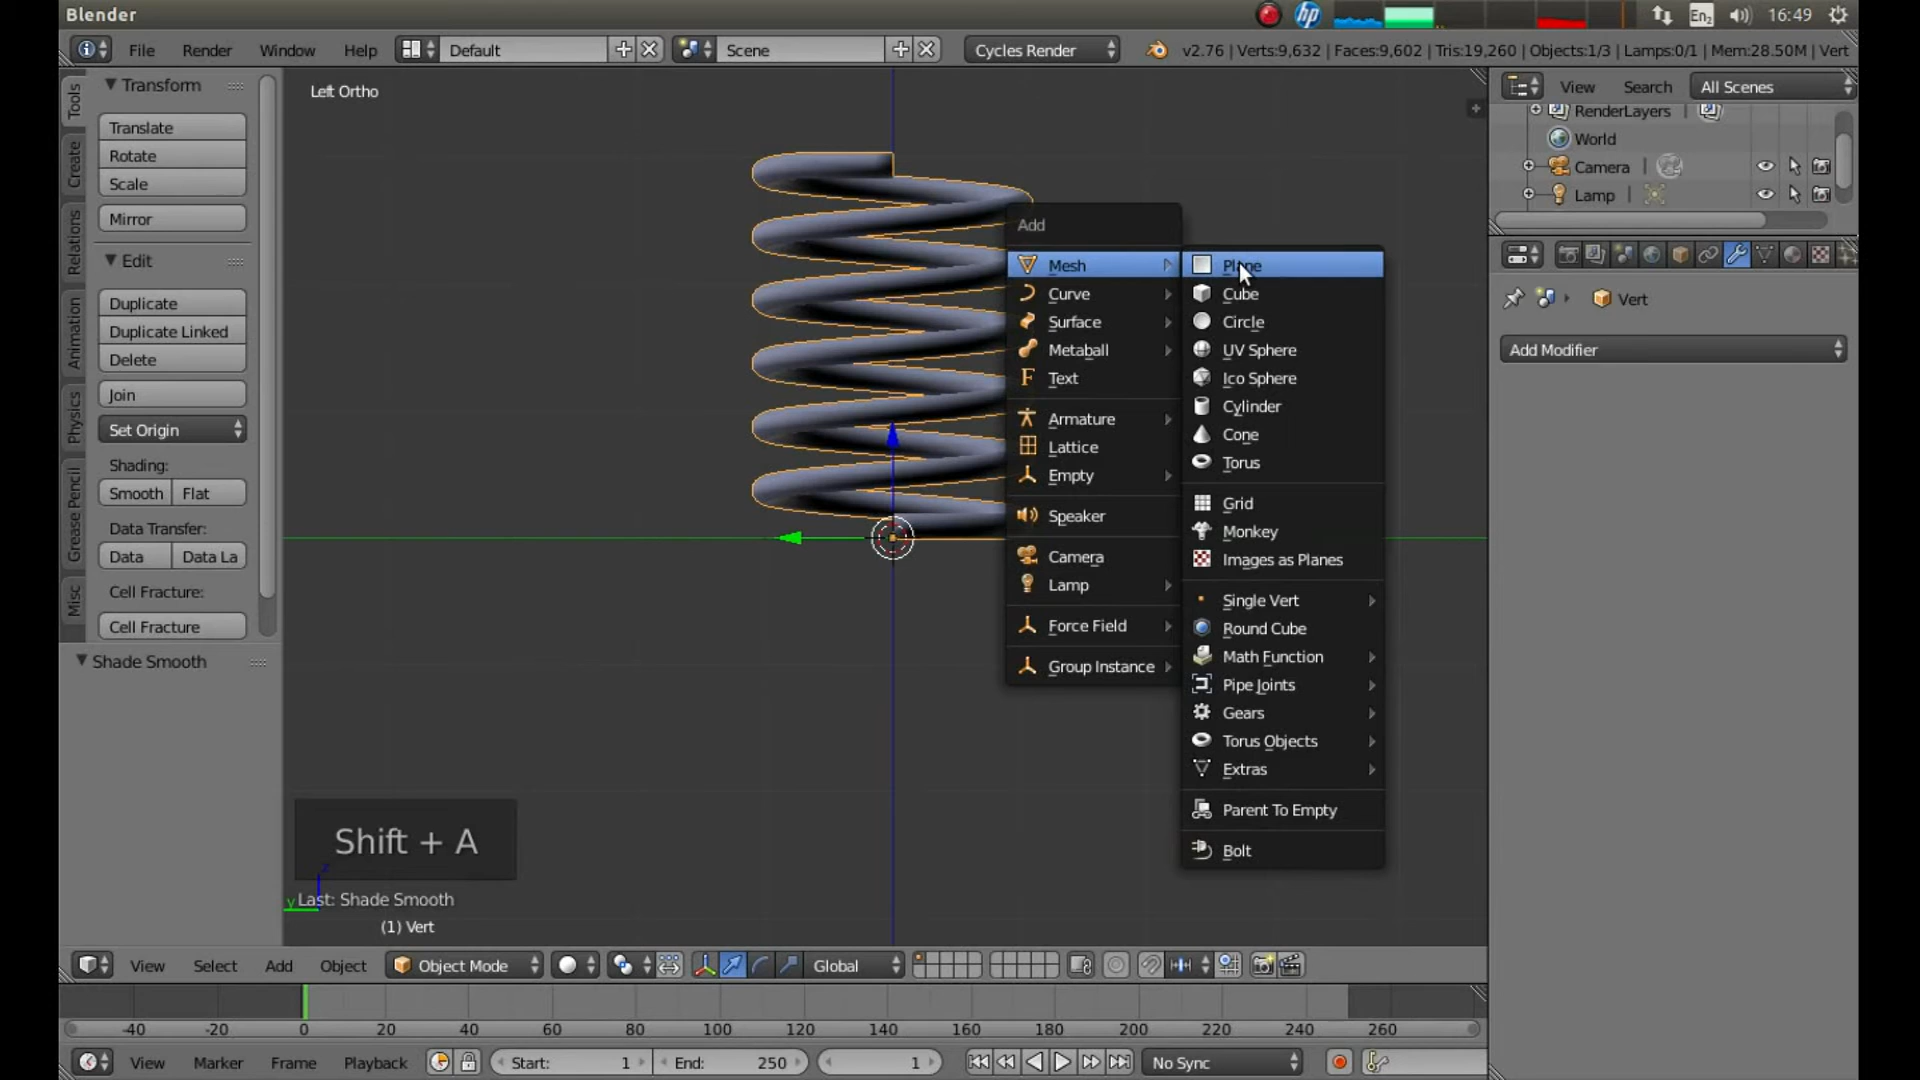 Blender
En2
16:49
File
Render
Window
Help
Default
Scene
Cycles Render
v2.76 | Verts:9,632 | Faces:9,602 | Tris:19,260 | Objects:1/3 | Lamps:0/1 | Mem:28.50M | Vert
Transform
Translate
Rotate
Scale
Mirror
Edit
Duplicate
Duplicate Linked
Delete
Join
Set Origin
Shading:
Smooth
Flat
Data Transfer:
Data
Data La
Cell Fracture:
Cell Fracture
Tools
Create
Relations
Animation
Physics
Grease Pencil
Misc
Shade Smooth
Left Ortho
Add
Mesh
Curve
Surface
Metaball
Text
Armature
Lattice
Empty
Speaker
Camera
Lamp
Force Field
Group Instance
Plane
Cube
Circle
UV Sphere
Ico Sphere
Cylinder
Cone
Torus
Grid
Monkey
Images as Planes
Single Vert
Round Cube
Math Function
Pipe Joints
Gears
Torus Objects
Extras
Parent To Empty
Bolt
Shift + A
z
y
Last: Shade Smooth
(1) Vert
View
Search
All Scenes
RenderLayers
World
Camera
Lamp
Vert
Add Modifier
View
Select
Add
Object
Object Mode
Global
-40 -20 0 20 40 60 80 100 120 140 160 180 200 220 240 260
View
Marker
Frame
Playback
Start: 1
End: 250
1
No Sync